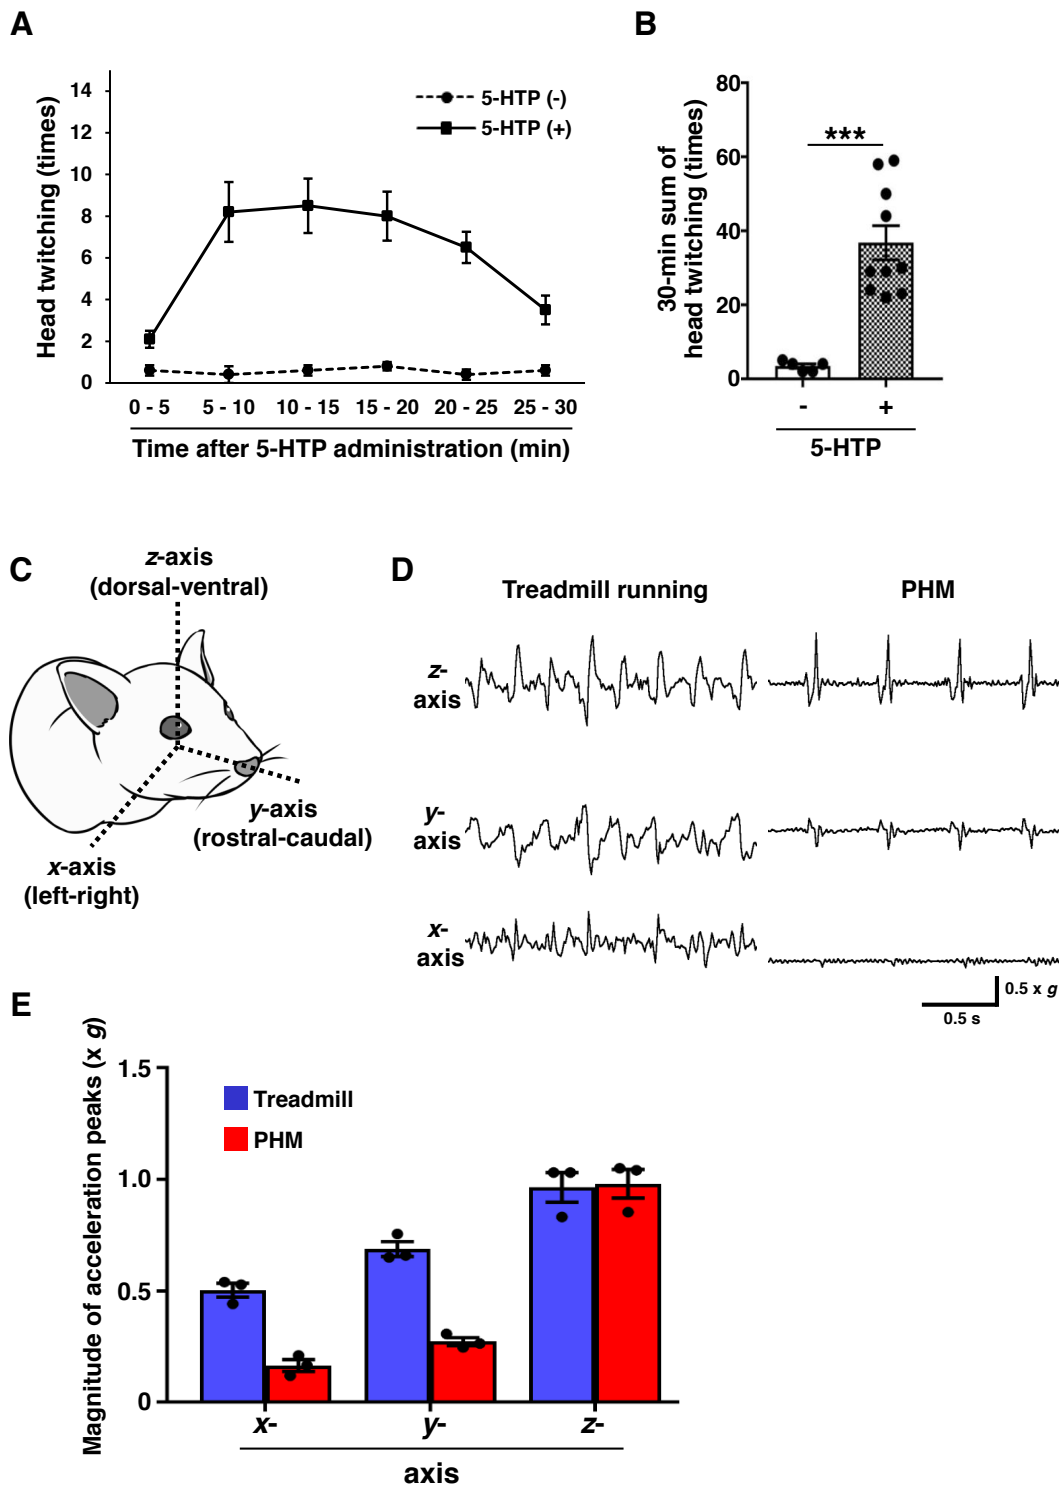 A
Head twitching (times)
14
12
10
8
6
4
2
0
5-HTP (-)
5-HTP (+)
0 - 5 5 - 10 10 - 15 15 - 20 20 - 25 25 - 30
Time after 5-HTP administration (min)
B
30-min sum of
head twitching (times)
80
60
40
20
0
***
- +
5-HTP
C
z-axis
(dorsal-ventral)
y-axis
(rostral-caudal)
x-axis
(left-right)
D
Treadmill running PHM
z-
axis
y-
axis
x-
axis
0.5 x g
0.5 s
E
Magnitude of acceleration peaks (x g)
1.5
1.0
0.5
0
Treadmill
PHM
x- y- z-
axis